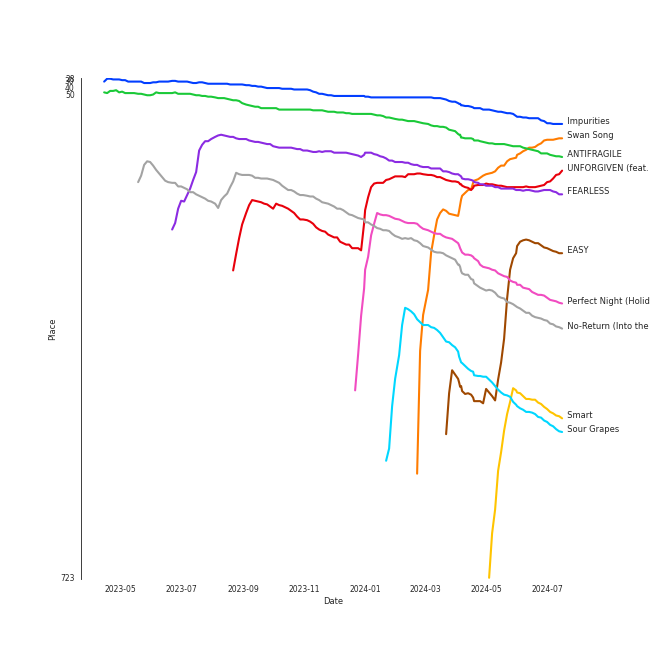 40
50
Impurities
Swan Song
ANTIFRAGILE
UNFORGIVEN (feat.
FEARLESS
EASY
Perfect Night (Holid
No-Return (Into the
Smart
Sour Grapes
Place
723
2023-05 2023-07 2023-09 2023-11 2024-01 2024-03 2024-05 2024-07
Date